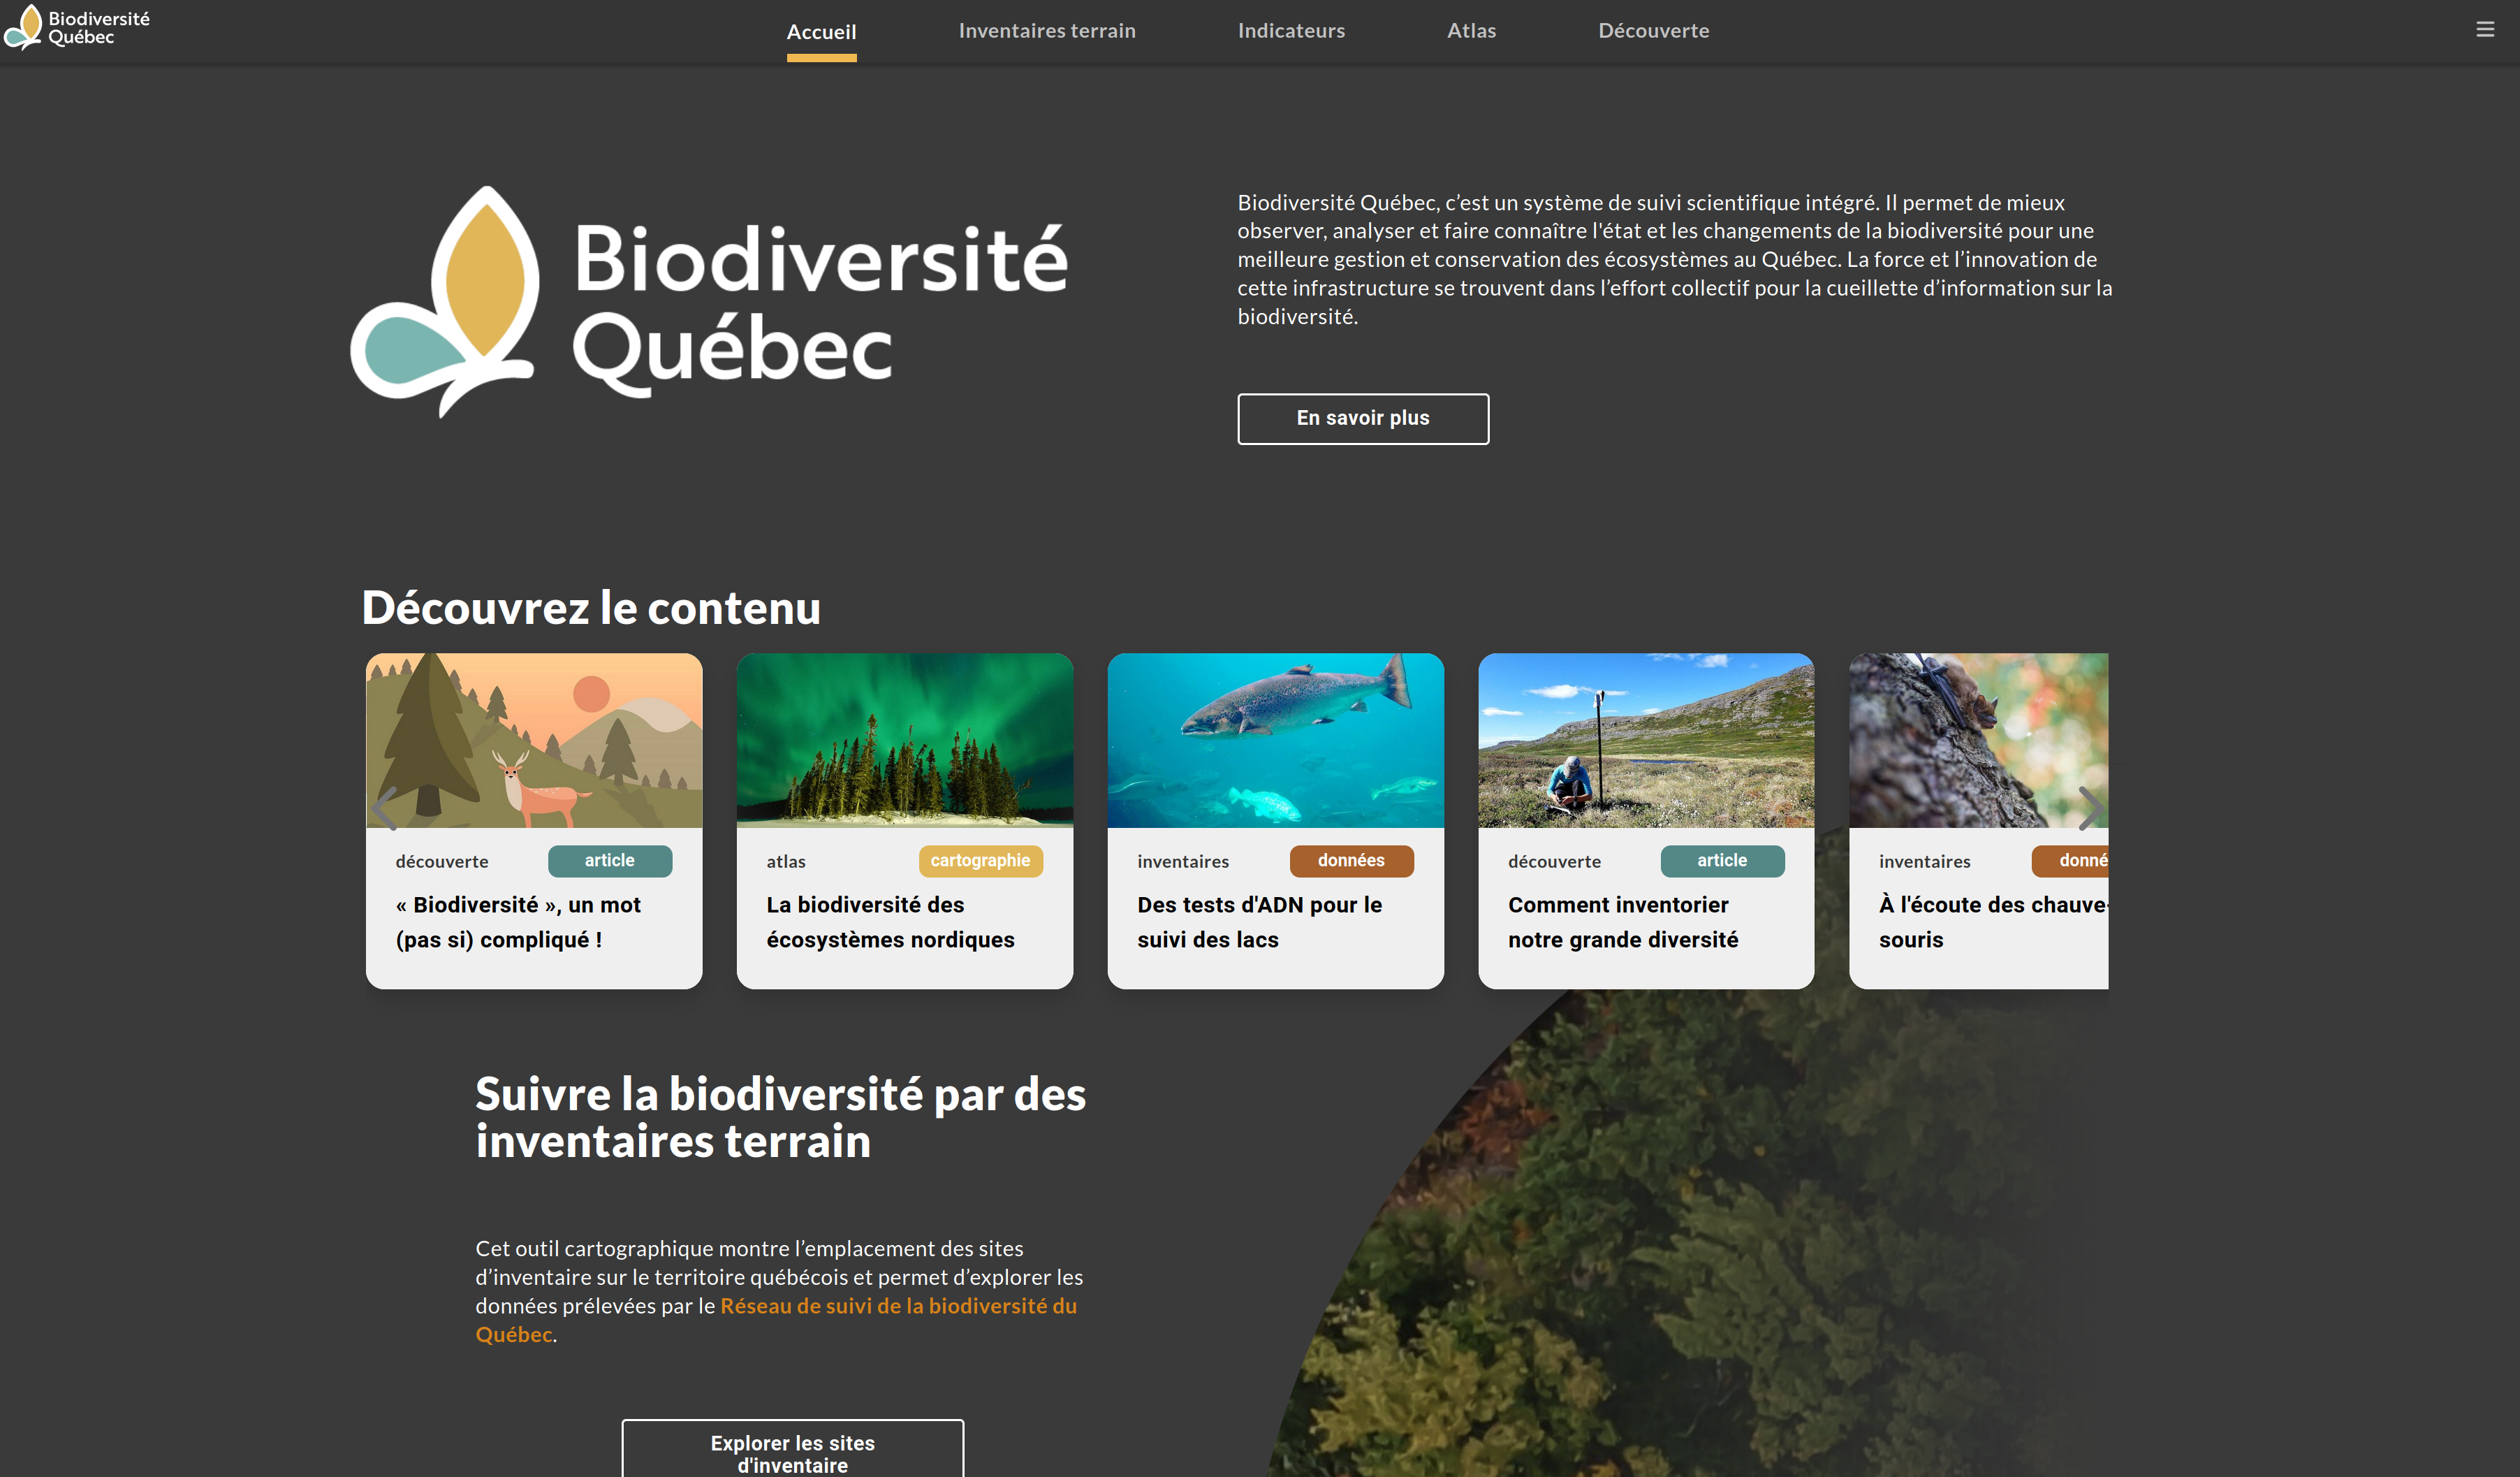 Biodiversité
Québec
Accueil
Inventaires terrain
Indicateurs
Atlas
Découverte
Biodiversité
Québec
Biodiversité Québec, c’est un système de suivi scientifique intégré. Il permet de mieux
observer, analyser et faire connaître l'état et les changements de la biodiversité pour une
meilleure gestion et conservation des écosystèmes au Québec. La force et l’innovation de
cette infrastructure se trouvent dans l’effort collectif pour la cueillette d’information sur la
biodiversité.
En savoir plus
Découvrez le contenu
découverte
article
« Biodiversité », un mot
(pas si) compliqué !
atlas
cartographie
La biodiversité des
écosystèmes nordiques
inventaires
données
Des tests d'ADN pour le
suivi des lacs
découverte
article
Comment inventorier
notre grande diversité
inventaires
donné
À l'écoute des chauve-
souris
Suivre la biodiversité par des
inventaires terrain
Cet outil cartographique montre l’emplacement des sites
d’inventaire sur le territoire québécois et permet d’explorer les
données prélevées par le Réseau de suivi de la biodiversité du
Québec.
Explorer les sites
d'inventaire